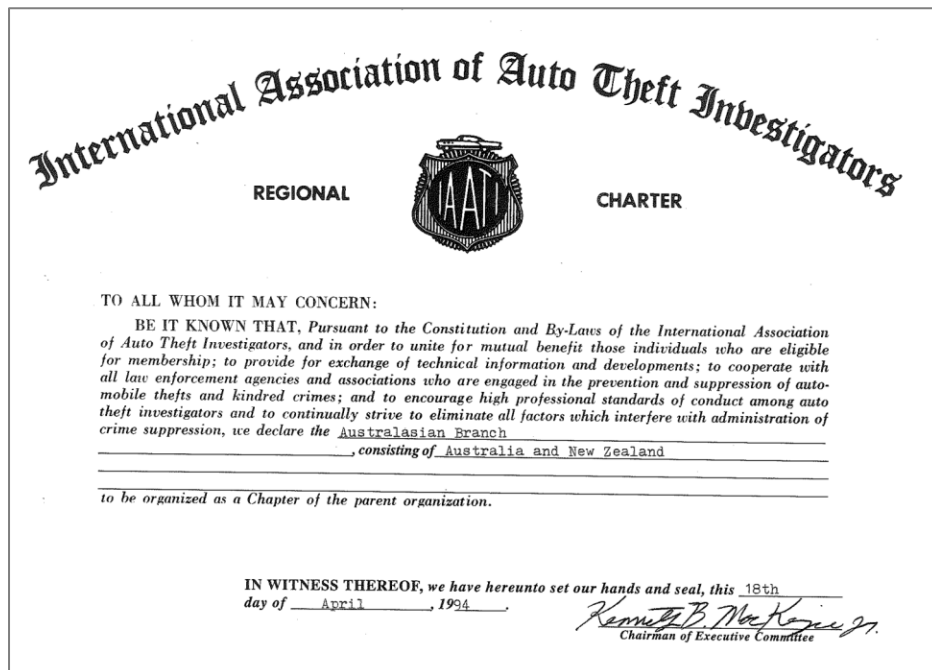 International Association of Auto Theft Investigators
REGIONAL
IAATI
CHARTER
TO ALL WHOM IT MAY CONCERN:
BE IT KNOWN THAT, Pursuant to the Constitution and By-Laws of the International Association
of Auto Theft Investigators, and in order to unite for mutual benefit those individuals who are eligible
for membership; to provide for exchange of technical information and developments; to cooperate with
all law enforcement agencies and associations who are engaged in the prevention and suppression of auto-
mobile thefts and kindred crimes; and to encourage high professional standards of conduct among auto
theft investigators and to continually strive to eliminate all factors which interfere with administration of
crime suppression, we declare the Australasian Branch
, consisting of Australia and New Zealand
to be organized as a Chapter of the parent organization.
IN WITNESS THEREOF, we have hereunto set our hands and seal, this 18th
day of April, 1994.
Kenneth B. MacKenzie Jr.
Chairman of Executive Committee